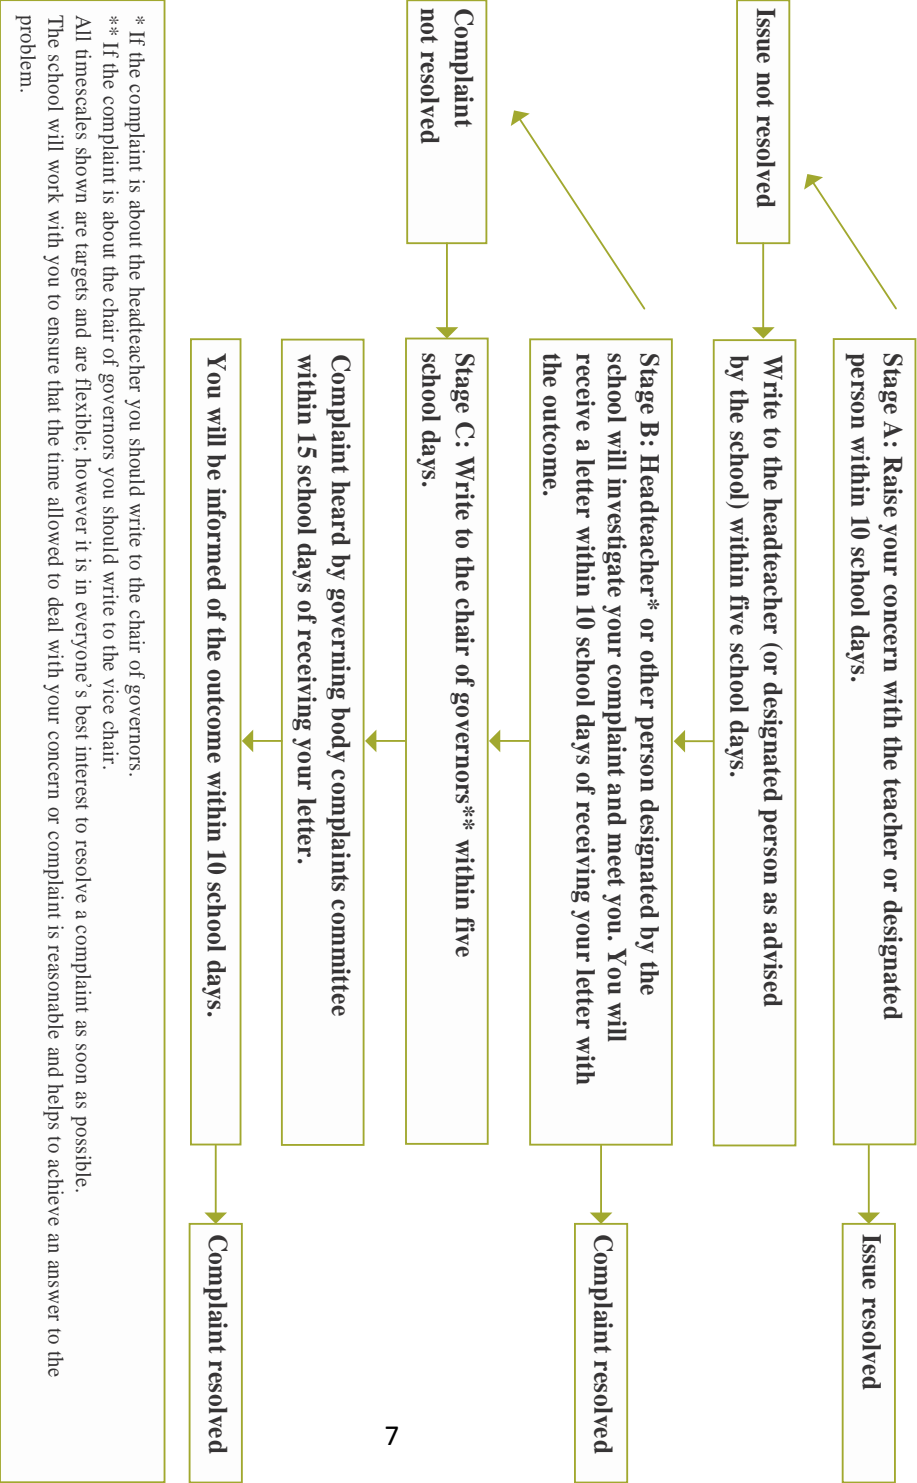 Stage A: Raise your concern with the teacher or designated
person within 10 school days.
Issue resolved
Issue not resolved
Write to the headteacher (or designated person as advised
by the school) within five school days.
Stage B: Headteacher* or other person designated by the
school will investigate your complaint and meet you. You will
receive a letter within 10 school days of receiving your letter with
the outcome.
Complaint resolved
Complaint
not resolved
Stage C: Write to the chair of governors** within five
school days.
Complaint heard by governing body complaints committee
within 15 school days of receiving your letter.
You will be informed of the outcome within 10 school days.
Complaint resolved
* If the complaint is about the headteacher you should write to the chair of governors.
** If the complaint is about the chair of governors you should write to the vice chair.
All timescales shown are targets and are flexible; however it is in everyone’s best interest to resolve a complaint as soon as possible.
The school will work with you to ensure that the time allowed to deal with your concern or complaint is reasonable and helps to achieve an answer to the
problem.
7